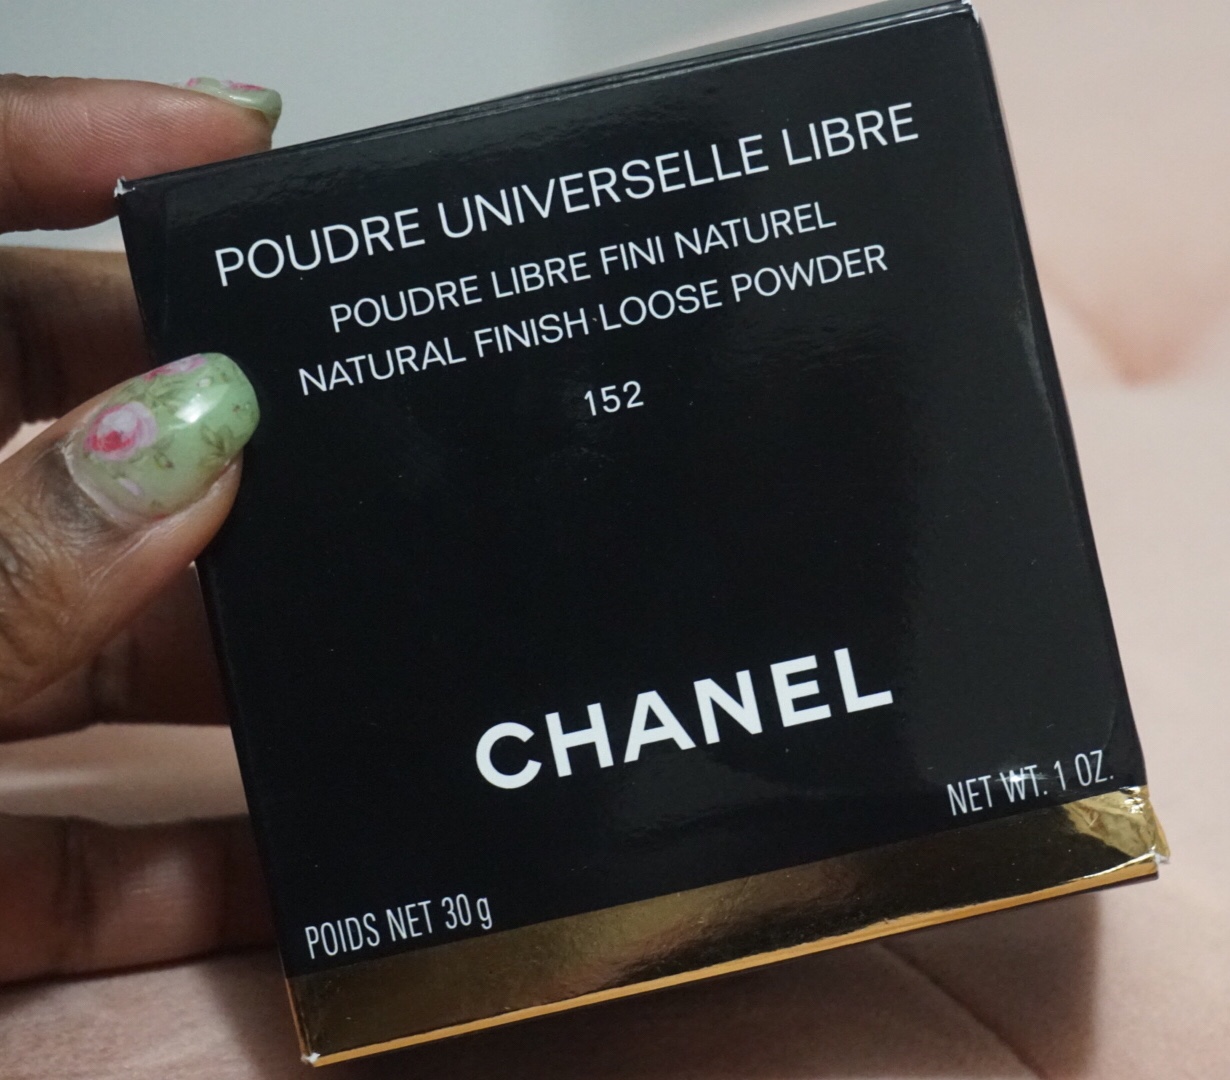 POUDRE UNIVERSELLE LIBRE
POUDRE LIBRE FINI NATUREL
NATURAL FINISH LOOSE POWDER
152
CHANEL
NET WT. 1 OZ.
POIDS NET 30 g